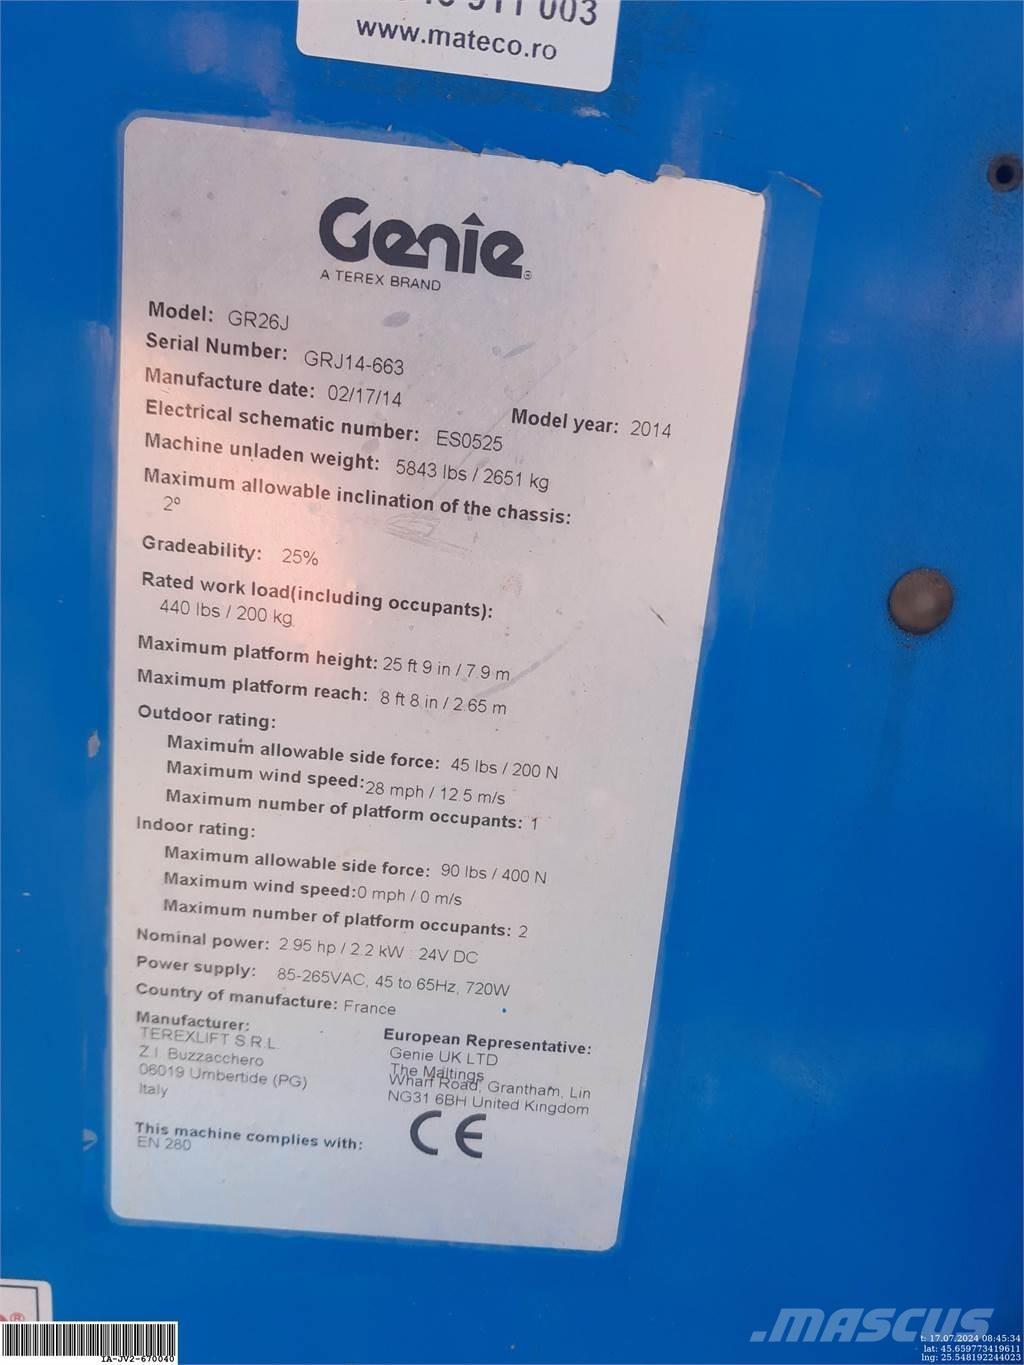 911 003
www.mateco.ro
Genie
A TEREX BRAND
Model: GR26J
Serial Number: GRJ14-663
Manufacture date: 02/17/14 Model year: 2014
Electrical schematic number: ES0525
Machine unladen weight: 5843 lbs / 2651 kg
Maximum allowable inclination of the chassis:
2º
Gradeability: 25%
Rated work load(including occupants):
440 lbs / 200 kg
Maximum platform height: 25 ft 9 in / 7.9 m
Maximum platform reach: 8 ft 8 in / 2.65 m
Outdoor rating:
Maximum allowable side force: 45 lbs / 200 N
Maximum wind speed:28 mph / 12.5 m/s
Maximum number of platform occupants: 1
Indoor rating:
Maximum allowable side force: 90 lbs / 400 N
Maximum wind speed:0 mph / 0 m/s
Maximum number of platform occupants: 2
Nominal power: 2.95 hp / 2.2 kW : 24V DC
Power supply: 85-265VAC, 45 to 65Hz, 720W
Country of manufacture: France
Manufacturer:
TEREXLIFT S.R.L.
Z.I. Buzzacchero
06019 Umbertide (PG)
Italy
European Representative:
Genie UK LTD
The Maltings
Wharf Road, Grantham, Lin
NG31 6BH United Kingdom
This machine complies with:
EN 280
CE
IA-JV2-670040
.MASCUS
t: 17.07.2024 08:45:34
lat: 45.659773419611
lng: 25.548192244023